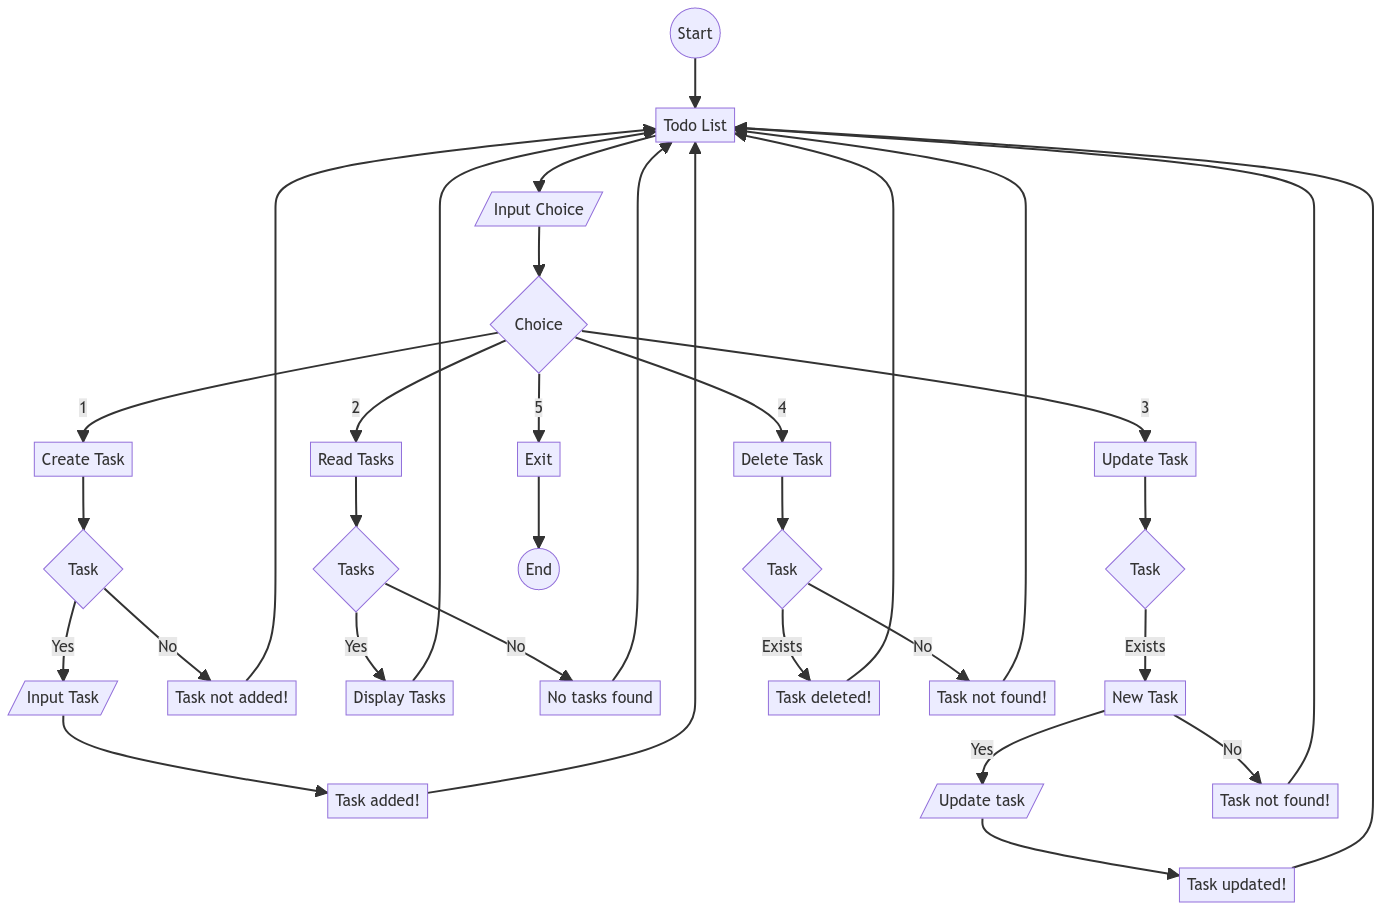 Start
Todo List
Input Choice
Choice
1
2
5
4
3
Create Task
Read Tasks
Exit
Delete Task
Update Task
Task
Tasks
End
Task
Task
Yes
No
Yes
No
Exists
No
Exists
Input Task
Task not added!
Display Tasks
No tasks found
Task deleted!
Task not found!
New Task
Yes
No
Task added!
Update task
Task not found!
Task updated!